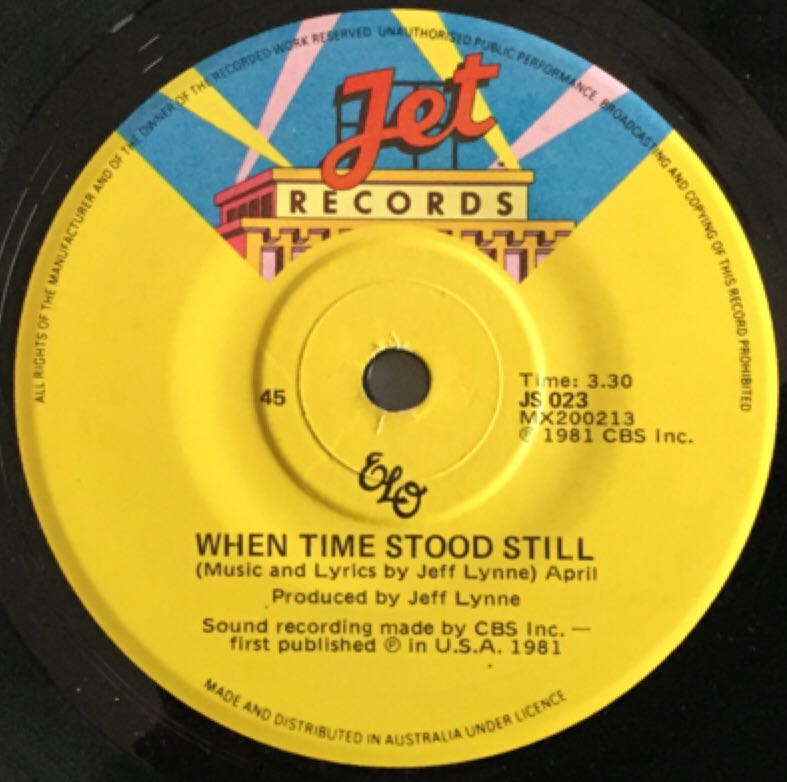 ALL RIGHTS OF THE MANUFACTURER AND OF THE OWNER OF THE RECORDED WORK RESERVED. UNAUTHORISED PUBLIC PERFORMANCE, BROADCASTING AND COPYING OF THIS RECORD PROHIBITED
Jet
RECORDS
Time: 3.30
45
JS 023
MX200213
℗ 1981 CBS Inc.
ELO
WHEN TIME STOOD STILL
(Music and Lyrics by Jeff Lynne) April
Produced by Jeff Lynne
Sound recording made by CBS Inc. —
first published ℗ in U.S.A. 1981
MADE AND DISTRIBUTED IN AUSTRALIA UNDER LICENCE